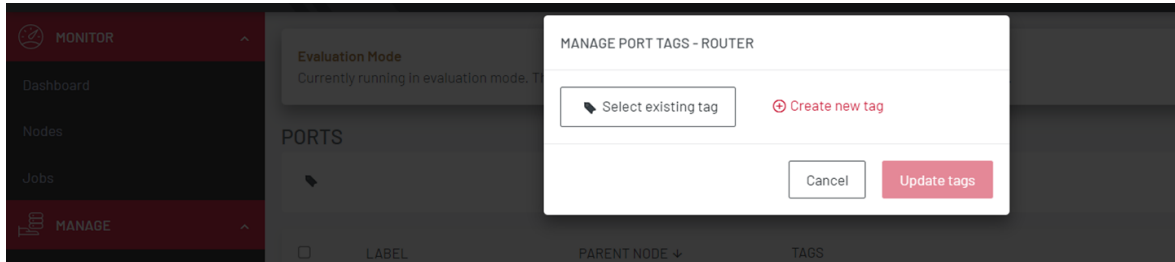 MONITOR
Dashboard
Nodes
Jobs
MANAGE
Evaluation Mode
Currently running in evaluation mode.
PORTS
LABEL
PARENT NODE ↓
TAGS
MANAGE PORT TAGS - ROUTER
Select existing tag
Create new tag
Cancel
Update tags